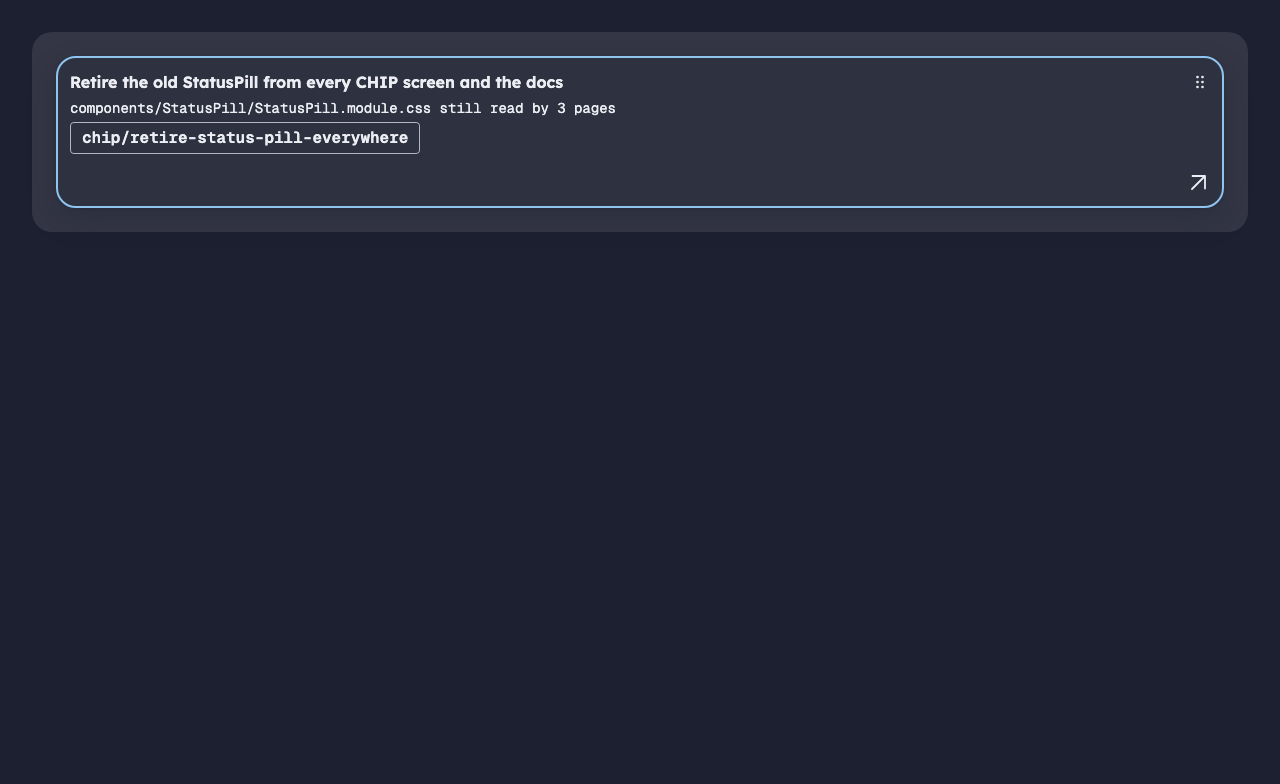 Retire the old StatusPill from every CHIP screen and the docs
components/StatusPill/StatusPill.module.css still read by 3 pages
chip/retire-status-pill-everywhere